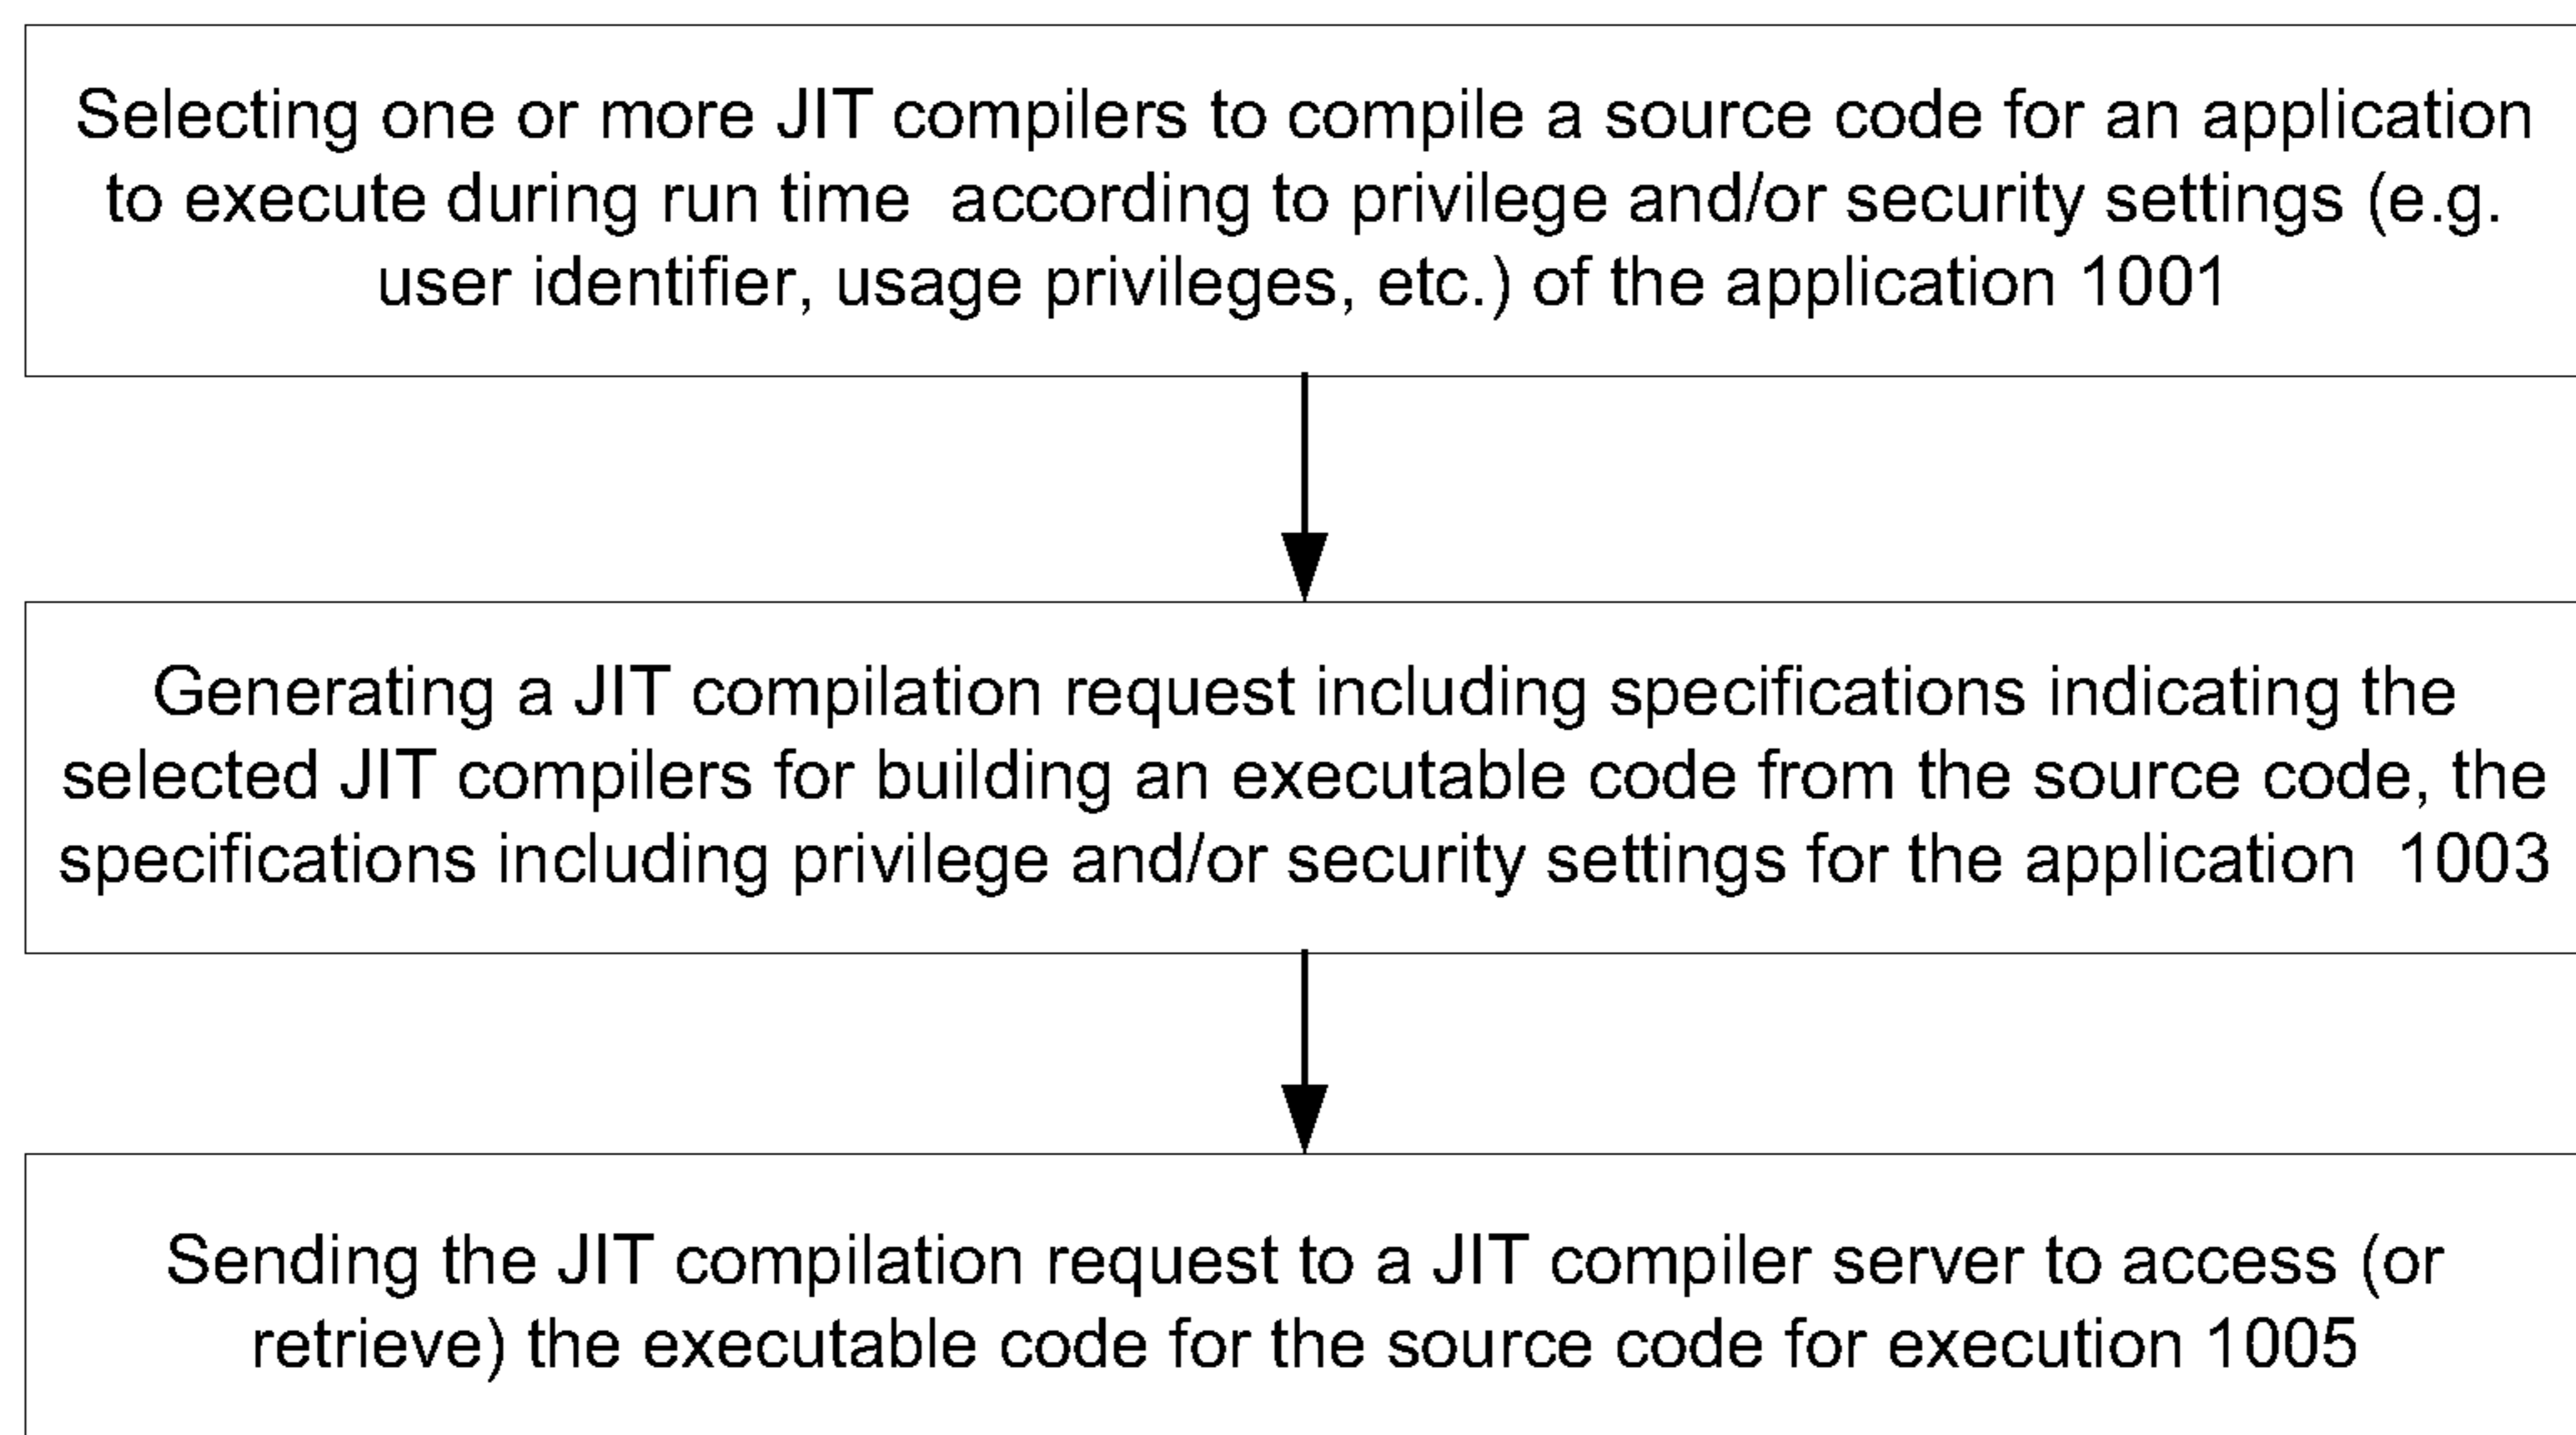 Selecting one or more JIT compilers to compile a source code for an application
to execute during run time  according to privilege and/or security settings (e.g.
user identifier, usage privileges, etc.) of the application 1001
Generating a JIT compilation request including specifications indicating the
selected JIT compilers for building an executable code from the source code, the
specifications including privilege and/or security settings for the application  1003
Sending the JIT compilation request to a JIT compiler server to access (or
retrieve) the executable code for the source code for execution 1005